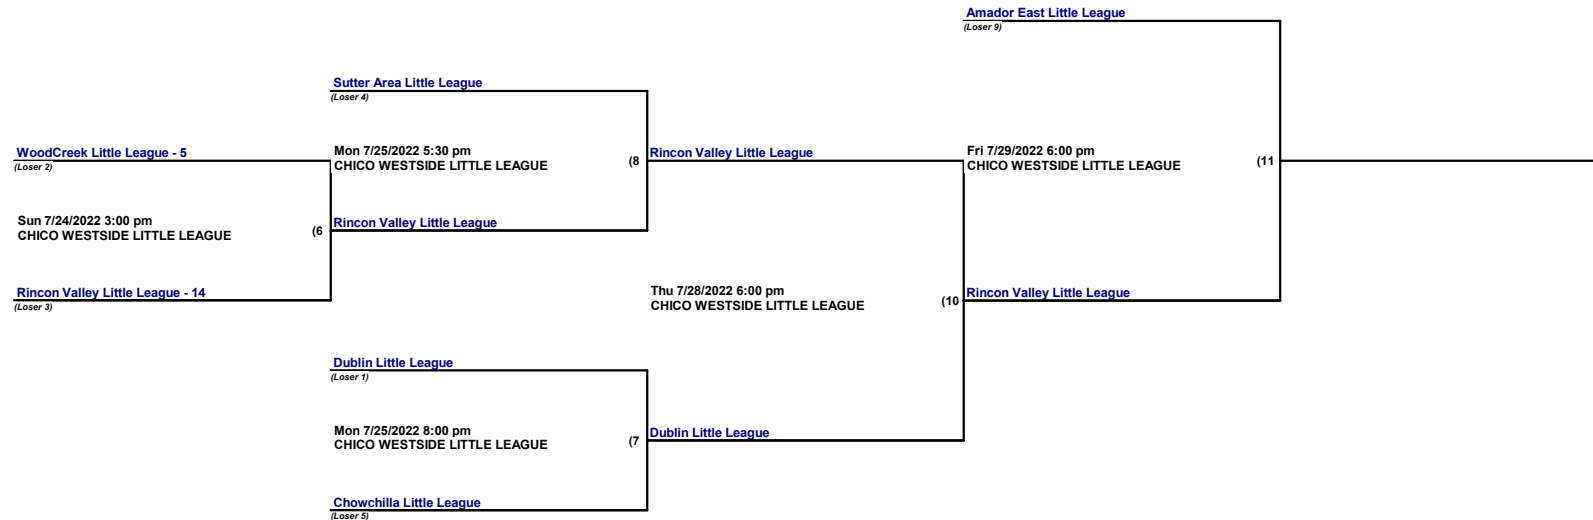 Amador East Little League
(Loser 9)
Sutter Area Little League
(Loser 4)
WoodCreek Little League - 5
(Loser 2)
Mon 7/25/2022 5:30 pm
CHICO WESTSIDE LITTLE LEAGUE
(8
Rincon Valley Little League
Fri 7/29/2022 6:00 pm
CHICO WESTSIDE LITTLE LEAGUE
(11
Sun 7/24/2022 3:00 pm
CHICO WESTSIDE LITTLE LEAGUE
(6
Rincon Valley Little League
Rincon Valley Little League - 14
(Loser 3)
Thu 7/28/2022 6:00 pm
CHICO WESTSIDE LITTLE LEAGUE
(10
Rincon Valley Little League
Dublin Little League
(Loser 1)
Mon 7/25/2022 8:00 pm
CHICO WESTSIDE LITTLE LEAGUE
(7
Dublin Little League
Chowchilla Little League
(Loser 5)